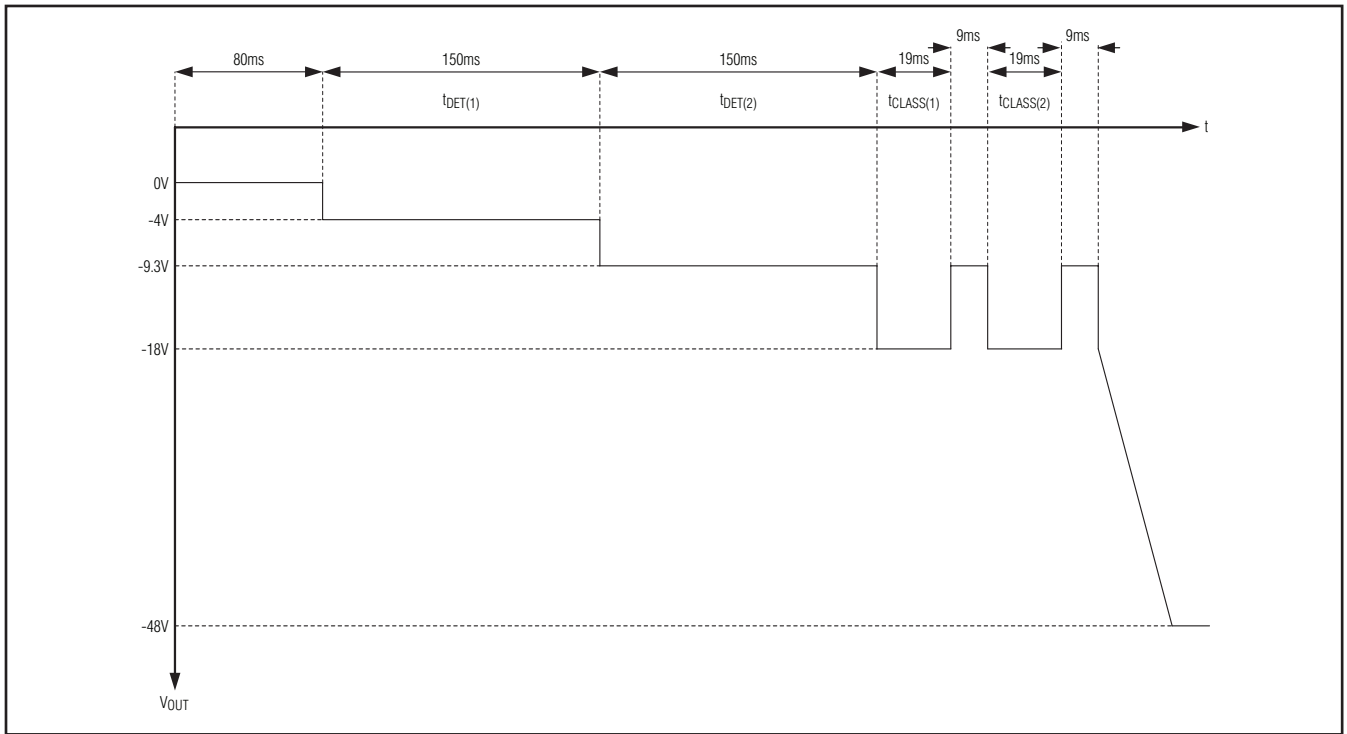 9ms
9ms
80ms
150ms
150ms
19ms
19ms
tDET(1)
tDET(2)
tCLASS(1)
tCLASS(2)
t
0V
-4V
-9.3V
-18V
-48V
VOUT